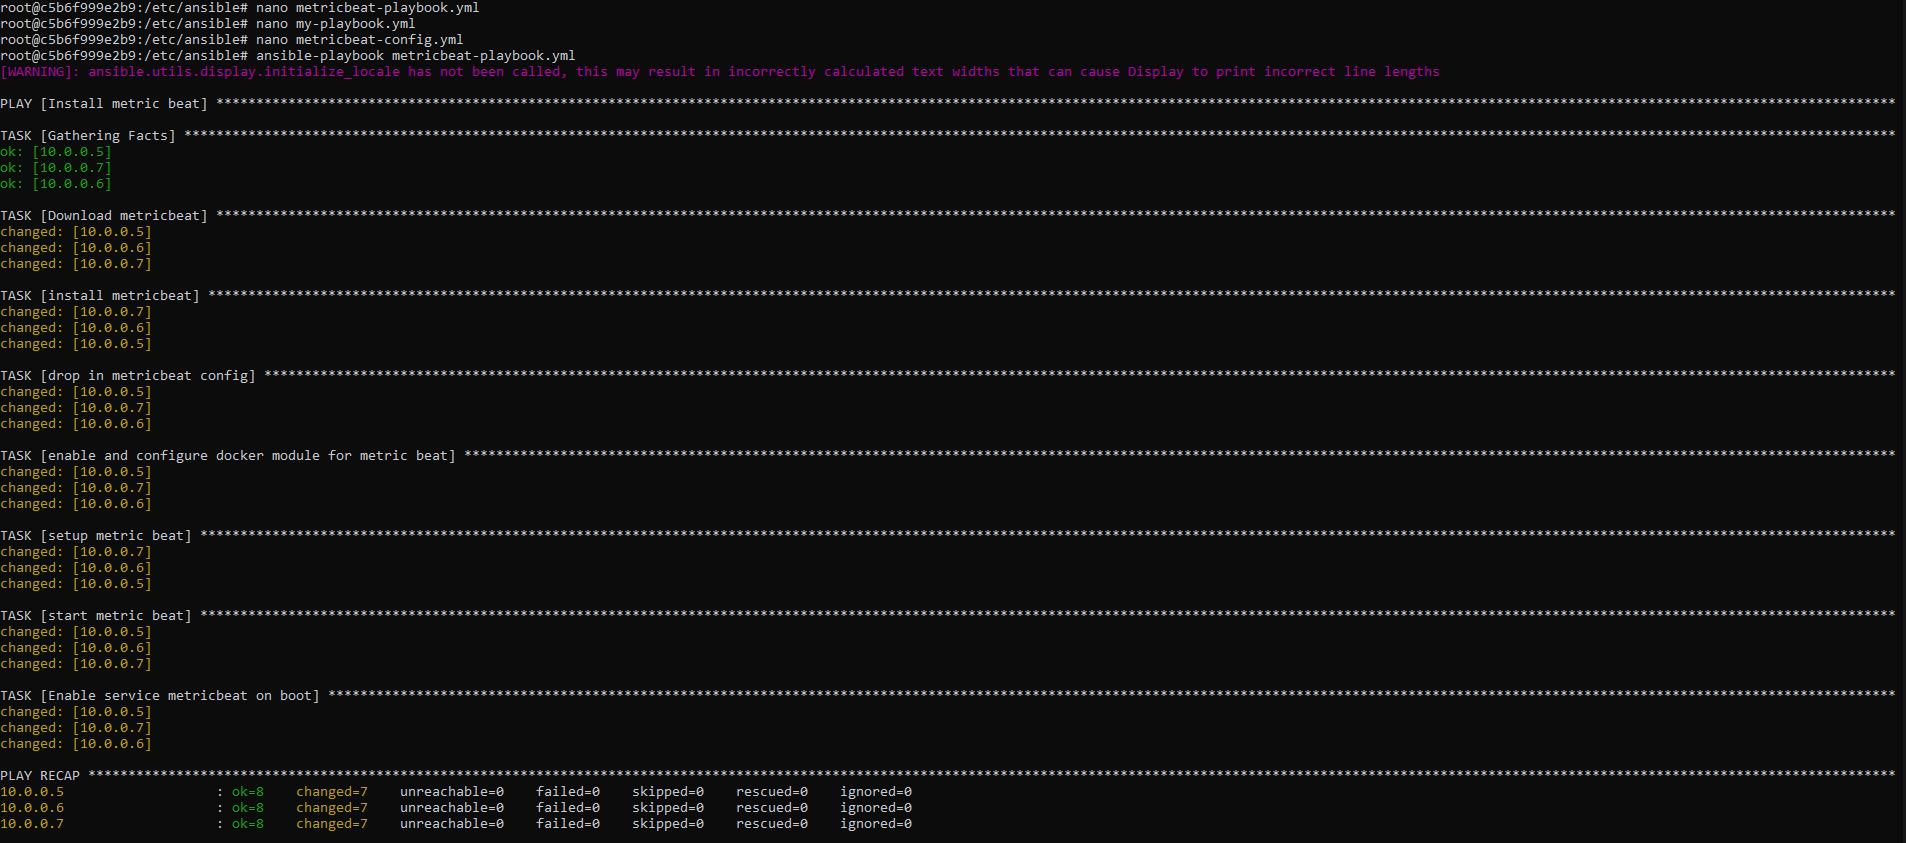 root@c5b6f999e2b9:/etc/ansible# nano metricbeat-playbook.yml
root@c5b6f999e2b9:/etc/ansible# nano my-playbook.yml
root@c5b6f999e2b9:/etc/ansible# nano metricbeat-config.yml
root@c5b6f999e2b9:/etc/ansible# ansible-playbook metricbeat-playbook.yml
[WARNING]: ansible.utils.display.initialize_locale has not been called, this may result in incorrectly calculated text widths that can cause Display to print incorrect line lengths
PLAY [Install metric beat] ****************************************************************************************************************************************************************************************************************
TASK [Gathering Facts] ********************************************************************************************************************************************************************************************************************
ok: [10.0.0.5]
ok: [10.0.0.7]
ok: [10.0.0.6]
TASK [Download metricbeat] ****************************************************************************************************************************************************************************************************************
changed: [10.0.0.5]
changed: [10.0.0.6]
changed: [10.0.0.7]
TASK [install metricbeat] *****************************************************************************************************************************************************************************************************************
changed: [10.0.0.7]
changed: [10.0.0.6]
changed: [10.0.0.5]
TASK [drop in metricbeat config] **********************************************************************************************************************************************************************************************************
changed: [10.0.0.5]
changed: [10.0.0.7]
changed: [10.0.0.6]
TASK [enable and configure docker module for metric beat] *********************************************************************************************************************************************************************************
changed: [10.0.0.5]
changed: [10.0.0.7]
changed: [10.0.0.6]
TASK [setup metric beat] ******************************************************************************************************************************************************************************************************************
changed: [10.0.0.7]
changed: [10.0.0.6]
changed: [10.0.0.5]
TASK [start metric beat] ******************************************************************************************************************************************************************************************************************
changed: [10.0.0.5]
changed: [10.0.0.6]
changed: [10.0.0.7]
TASK [Enable service metricbeat on boot] **************************************************************************************************************************************************************************************************
changed: [10.0.0.5]
changed: [10.0.0.7]
changed: [10.0.0.6]
PLAY RECAP ********************************************************************************************************************************************************************************************************************************
10.0.0.5                   : ok=8    changed=7    unreachable=0    failed=0    skipped=0    rescued=0    ignored=0
10.0.0.6                   : ok=8    changed=7    unreachable=0    failed=0    skipped=0    rescued=0    ignored=0
10.0.0.7                   : ok=8    changed=7    unreachable=0    failed=0    skipped=0    rescued=0    ignored=0